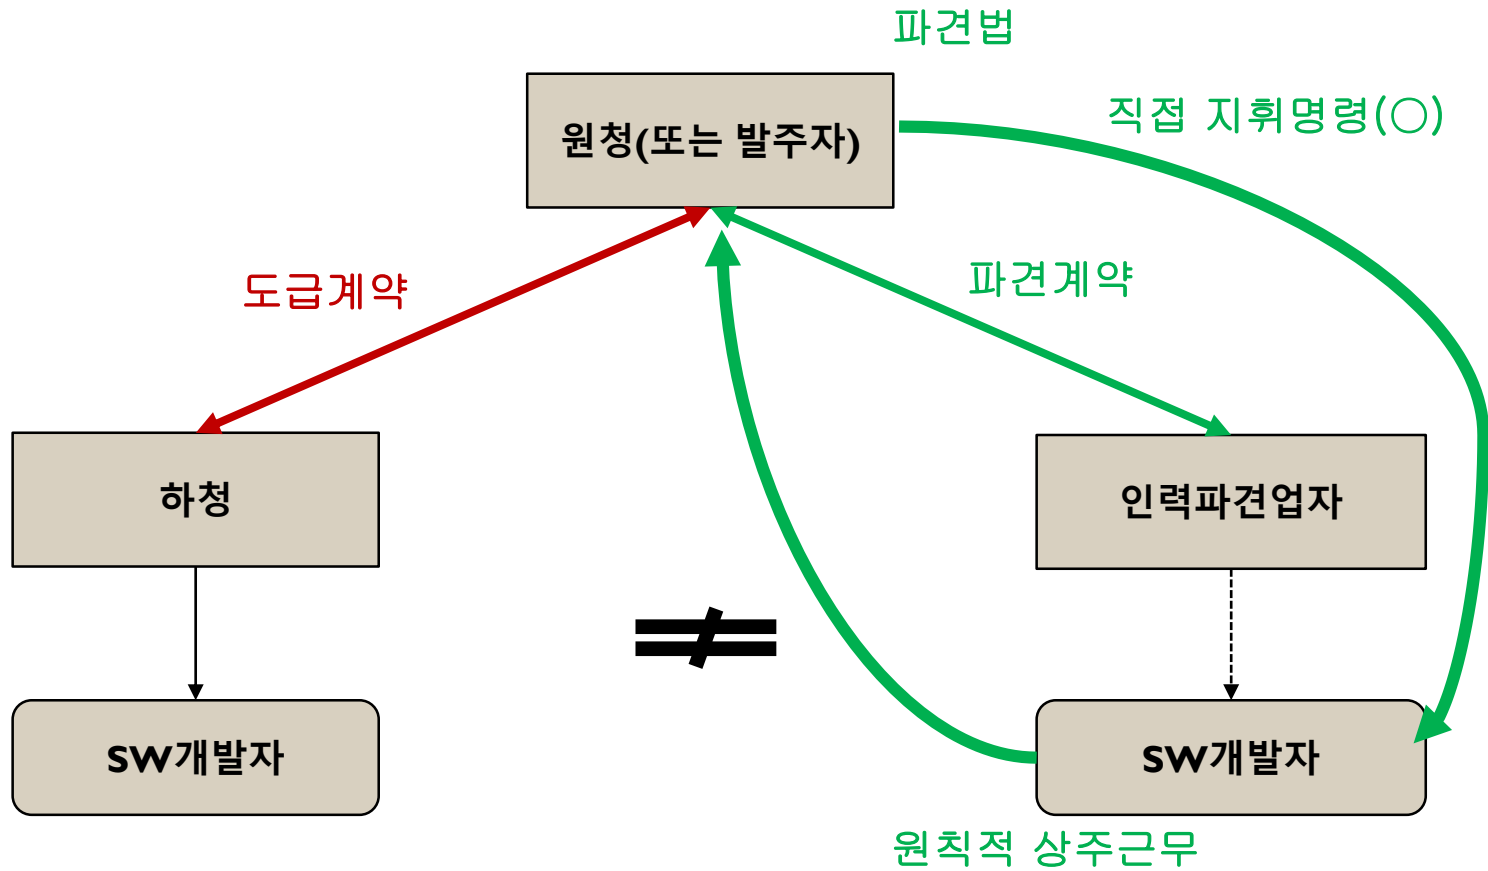 파견법
직접 지휘명령(○)
원청(또는 발주자)
도급계약
파견계약
하청
인력파견업자
≠
SW개발자
SW개발자
원칙적 상주근무